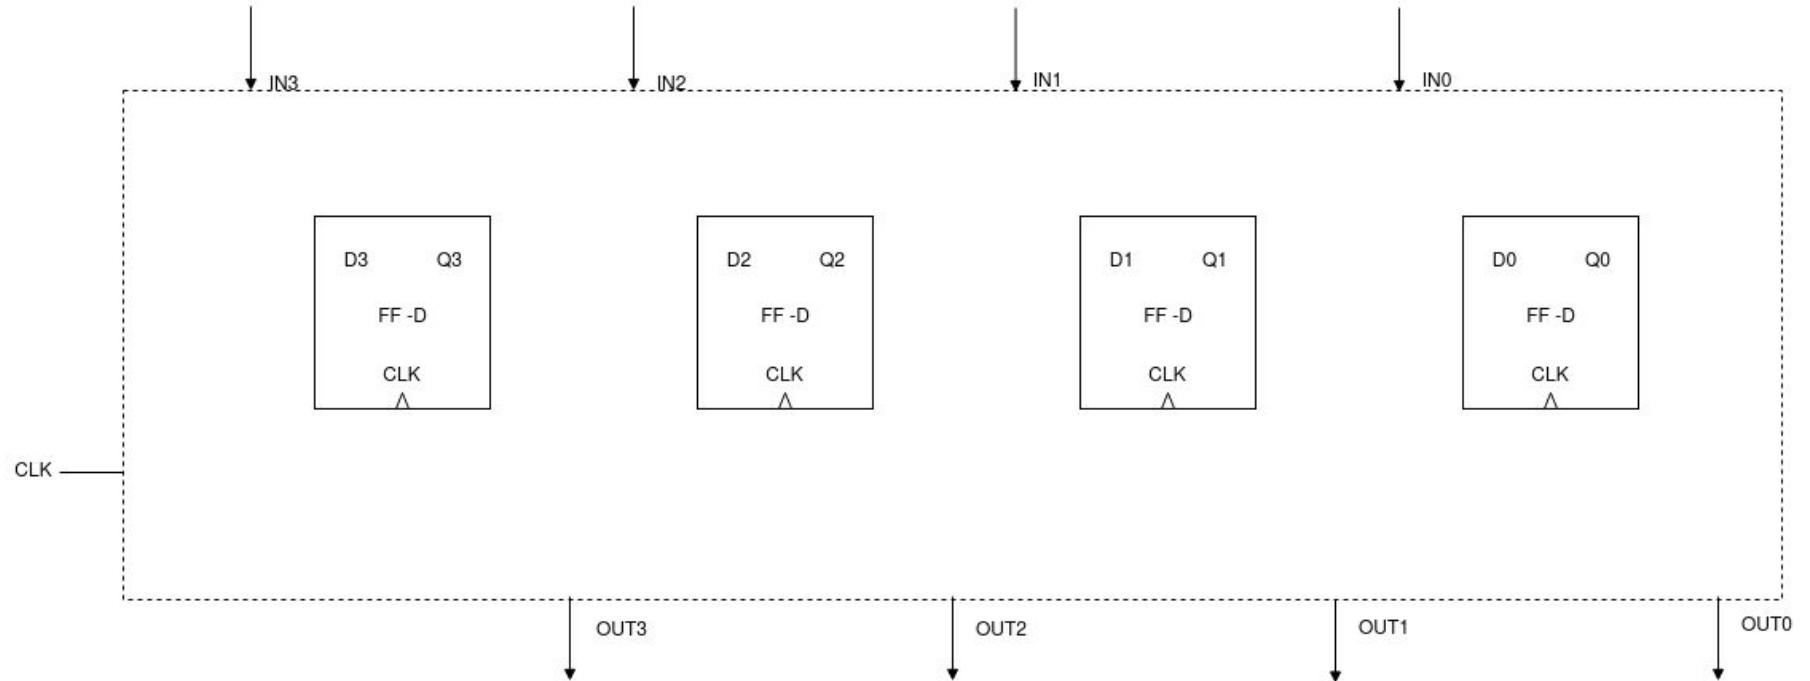 IN3 IN2 IN1 IN0
D3 Q3 D2 Q2 D1 Q1 D0 Q0
FF -D FF -D FF -D FF -D
CLK CLK CLK CLK
CLK
OUT3 OUT2 OUT1 OUT0